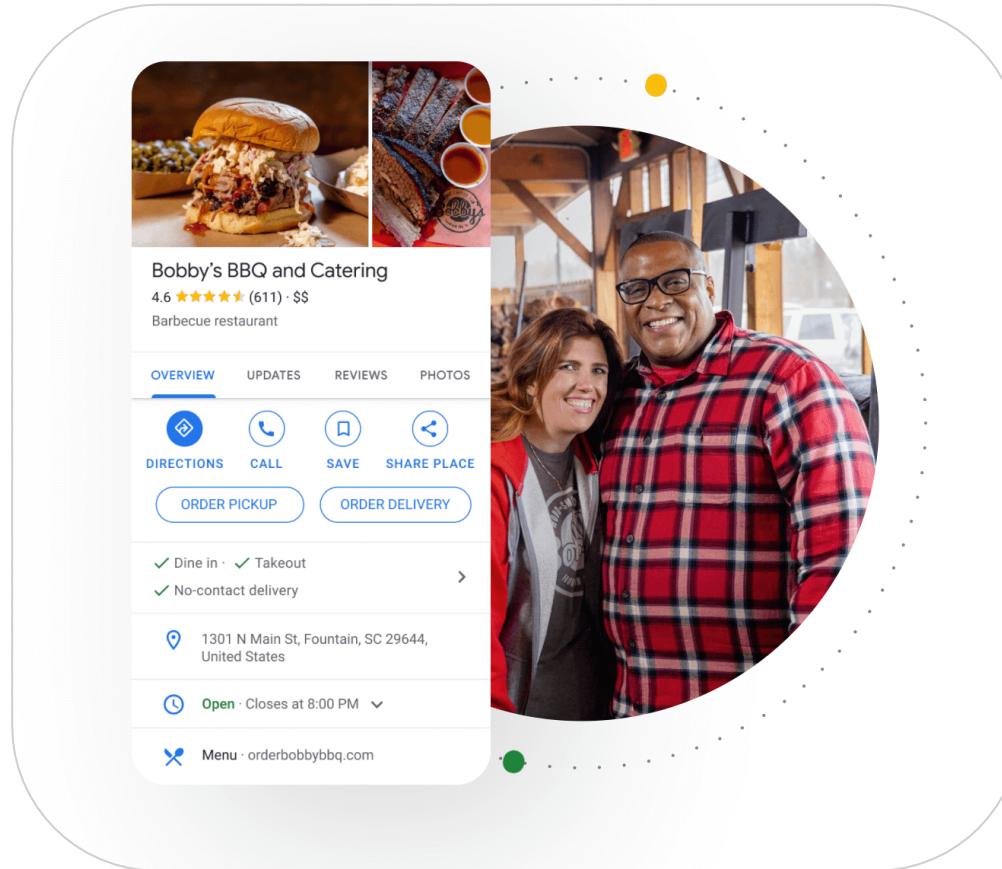 Bobby's
Bobby's BBQ and Catering
4.6 (611) · $$
Barbecue restaurant
OVERVIEW UPDATES REVIEWS PHOTOS
DIRECTIONS CALL SAVE SHARE PLACE
ORDER PICKUP ORDER DELIVERY
Dine in · Takeout
No-contact delivery
1301 N Main St, Fountain, SC 29644,
United States
Open · Closes at 8:00 PM
Menu · orderbobbybbq.com